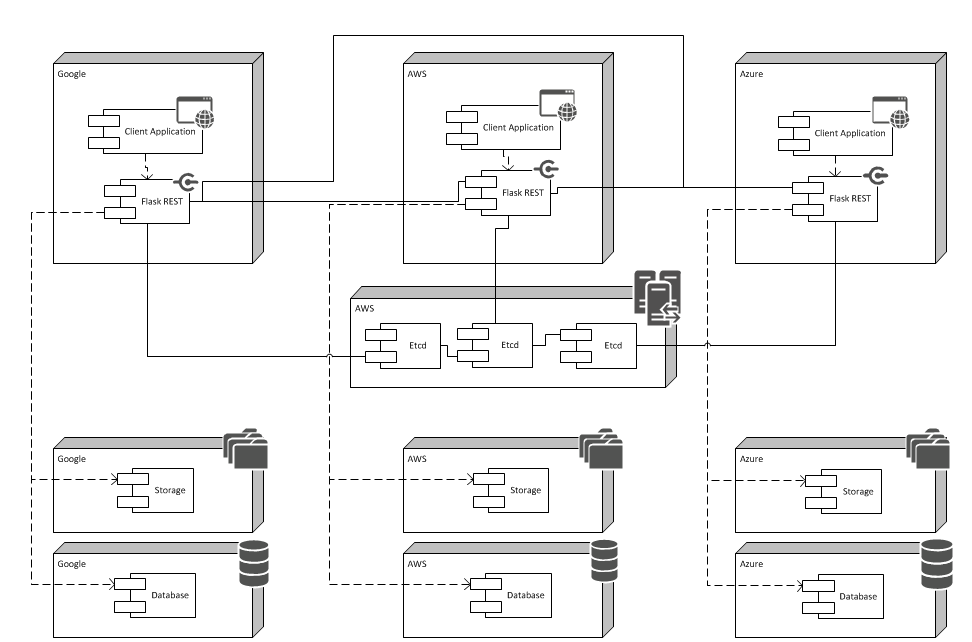 Google
AWS
Azure
Client Application
Client Application
Client Application
Flask REST
Flask REST
Flask REST
AWS
Etcd
Etcd
Etcd
Google
AWS
Azure
Storage
Storage
Storage
Google
AWS
Azure
Database
Database
Database